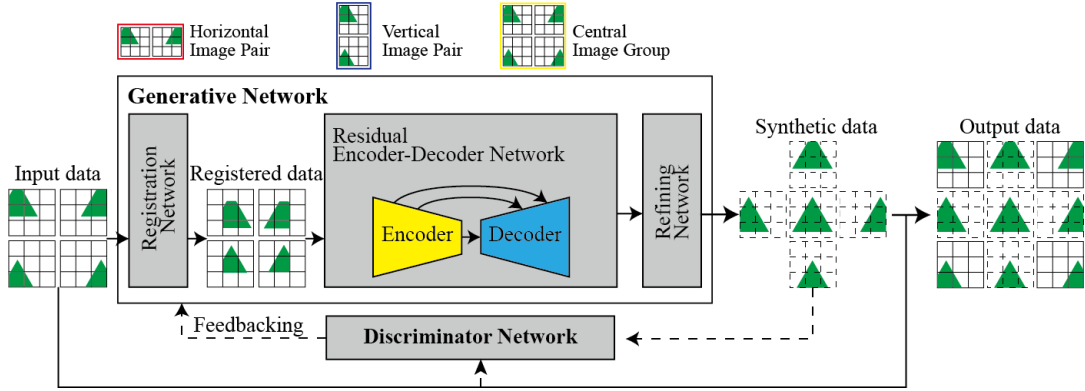 Horizontal
Image Pair
Vertical
Image Pair
Central
Image Group
Generative Network
Input data
Registration
Network
Registered data
Residual
Encoder-Decoder Network
Encoder
Decoder
Refining
Network
Synthetic data
Output data
Feedbacking
Discriminator Network